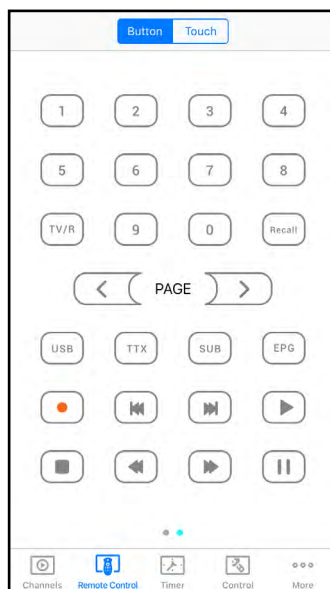 Button Touch
1 2 3 4
5 6 7 8
TV/R 9 0 Recall
PAGE
USB TTX SUB EPG
Channels Remote Control Timer Control More